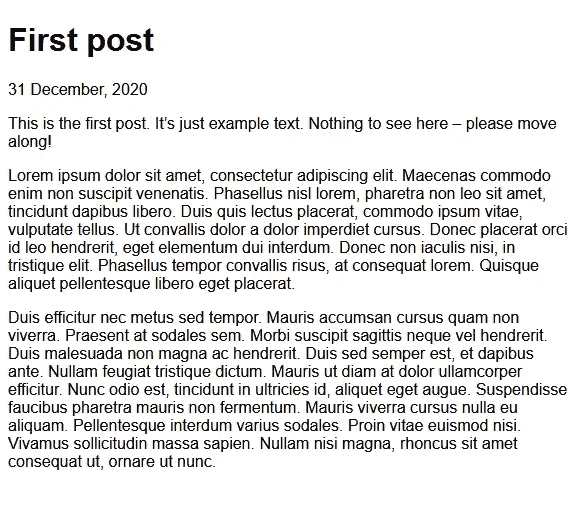 First post
31 December, 2020
This is the first post. It’s just example text. Nothing to see here – please move
along!
Lorem ipsum dolor sit amet, consectetur adipiscing elit. Maecenas commodo
enim non suscipit venenatis. Phasellus nisl lorem, pharetra non leo sit amet,
tincidunt dapibus libero. Duis quis lectus placerat, commodo ipsum vitae,
vulputate tellus. Ut convallis dolor a dolor imperdiet cursus. Donec placerat orci
id leo hendrerit, eget elementum dui interdum. Donec non iaculis nisi, in
tristique elit. Phasellus tempor convallis risus, at consequat lorem. Quisque
aliquet pellentesque libero eget placerat.
Duis efficitur nec metus sed tempor. Mauris accumsan cursus quam non
viverra. Praesent at sodales sem. Morbi suscipit sagittis neque vel hendrerit.
Duis malesuada non magna ac hendrerit. Duis sed semper est, et dapibus
ante. Nullam feugiat tristique dictum. Mauris ut diam at dolor ullamcorper
efficitur. Nunc odio est, tincidunt in ultricies id, aliquet eget augue. Suspendisse
faucibus pharetra mauris non fermentum. Mauris viverra cursus nulla eu
aliquam. Pellentesque interdum varius sodales. Proin vitae euismod nisi.
Vivamus sollicitudin massa sapien. Nullam nisi magna, rhoncus sit amet
consequat ut, ornare ut nunc.